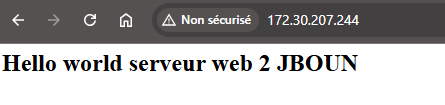 Non sécurisé 172.30.207.244
Hello world serveur web 2 JBOUN